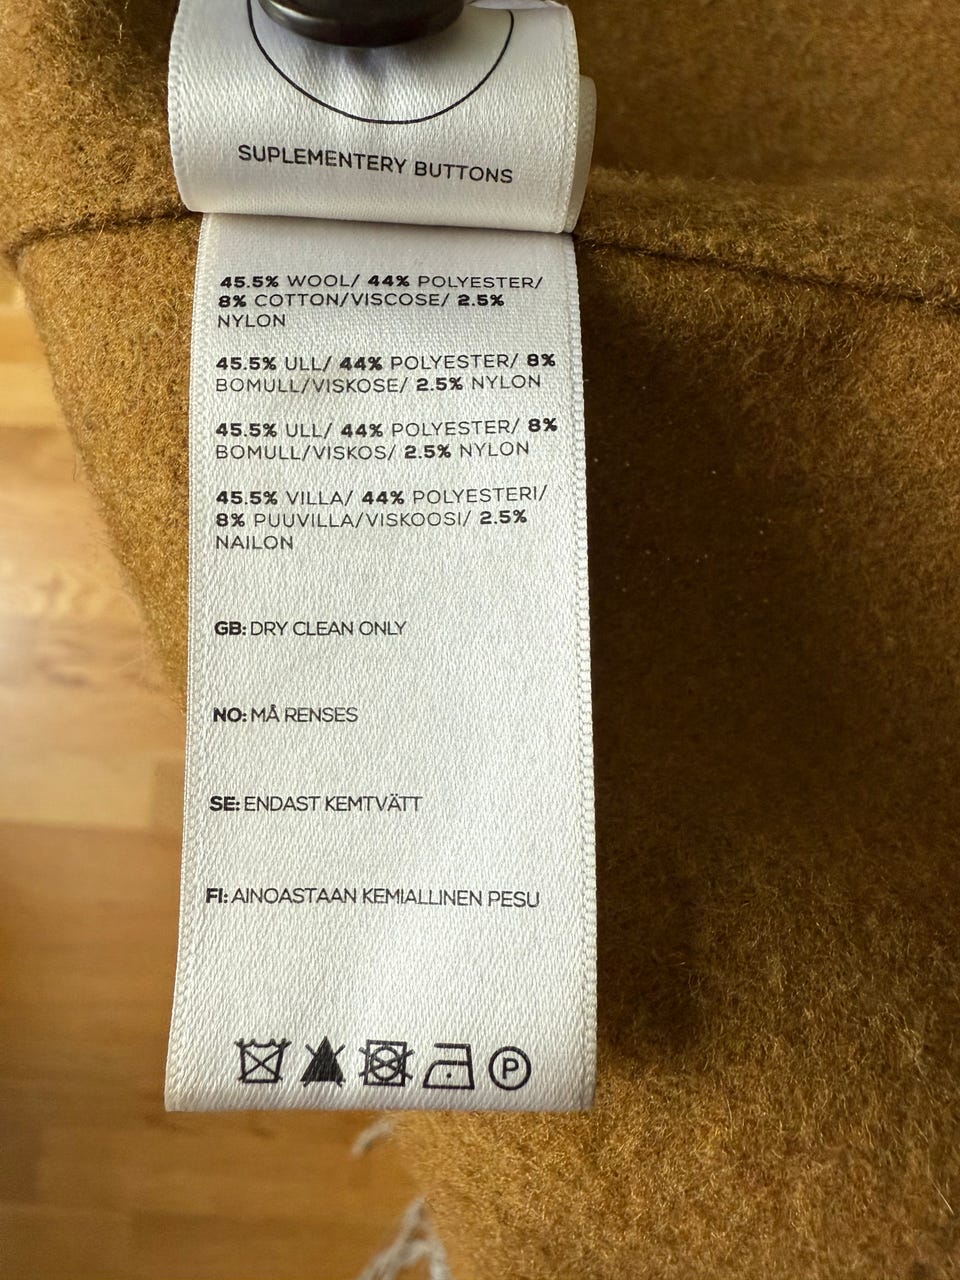 SUPLEMENTERY BUTTONS
45.5% WOOL/ 44% POLYESTER/
8% COTTON/VISCOSE/ 2.5%
NYLON
45.5% ULL/ 44% POLYESTER/ 8%
BOMULL/VISKOSE/ 2.5% NYLON
45.5% ULL/ 44% POLYESTER/ 8%
BOMULL/VISKOS/ 2.5% NYLON
45.5% VILLA/ 44% POLYESTERI/
8% PUUVILLA/VISKOOSI/ 2.5%
NAILON
GB: DRY CLEAN ONLY
NO: MÅ RENSES
SE: ENDAST KEMTVÄTT
FI: AINOASTAAN KEMIALLINEN PESU
P